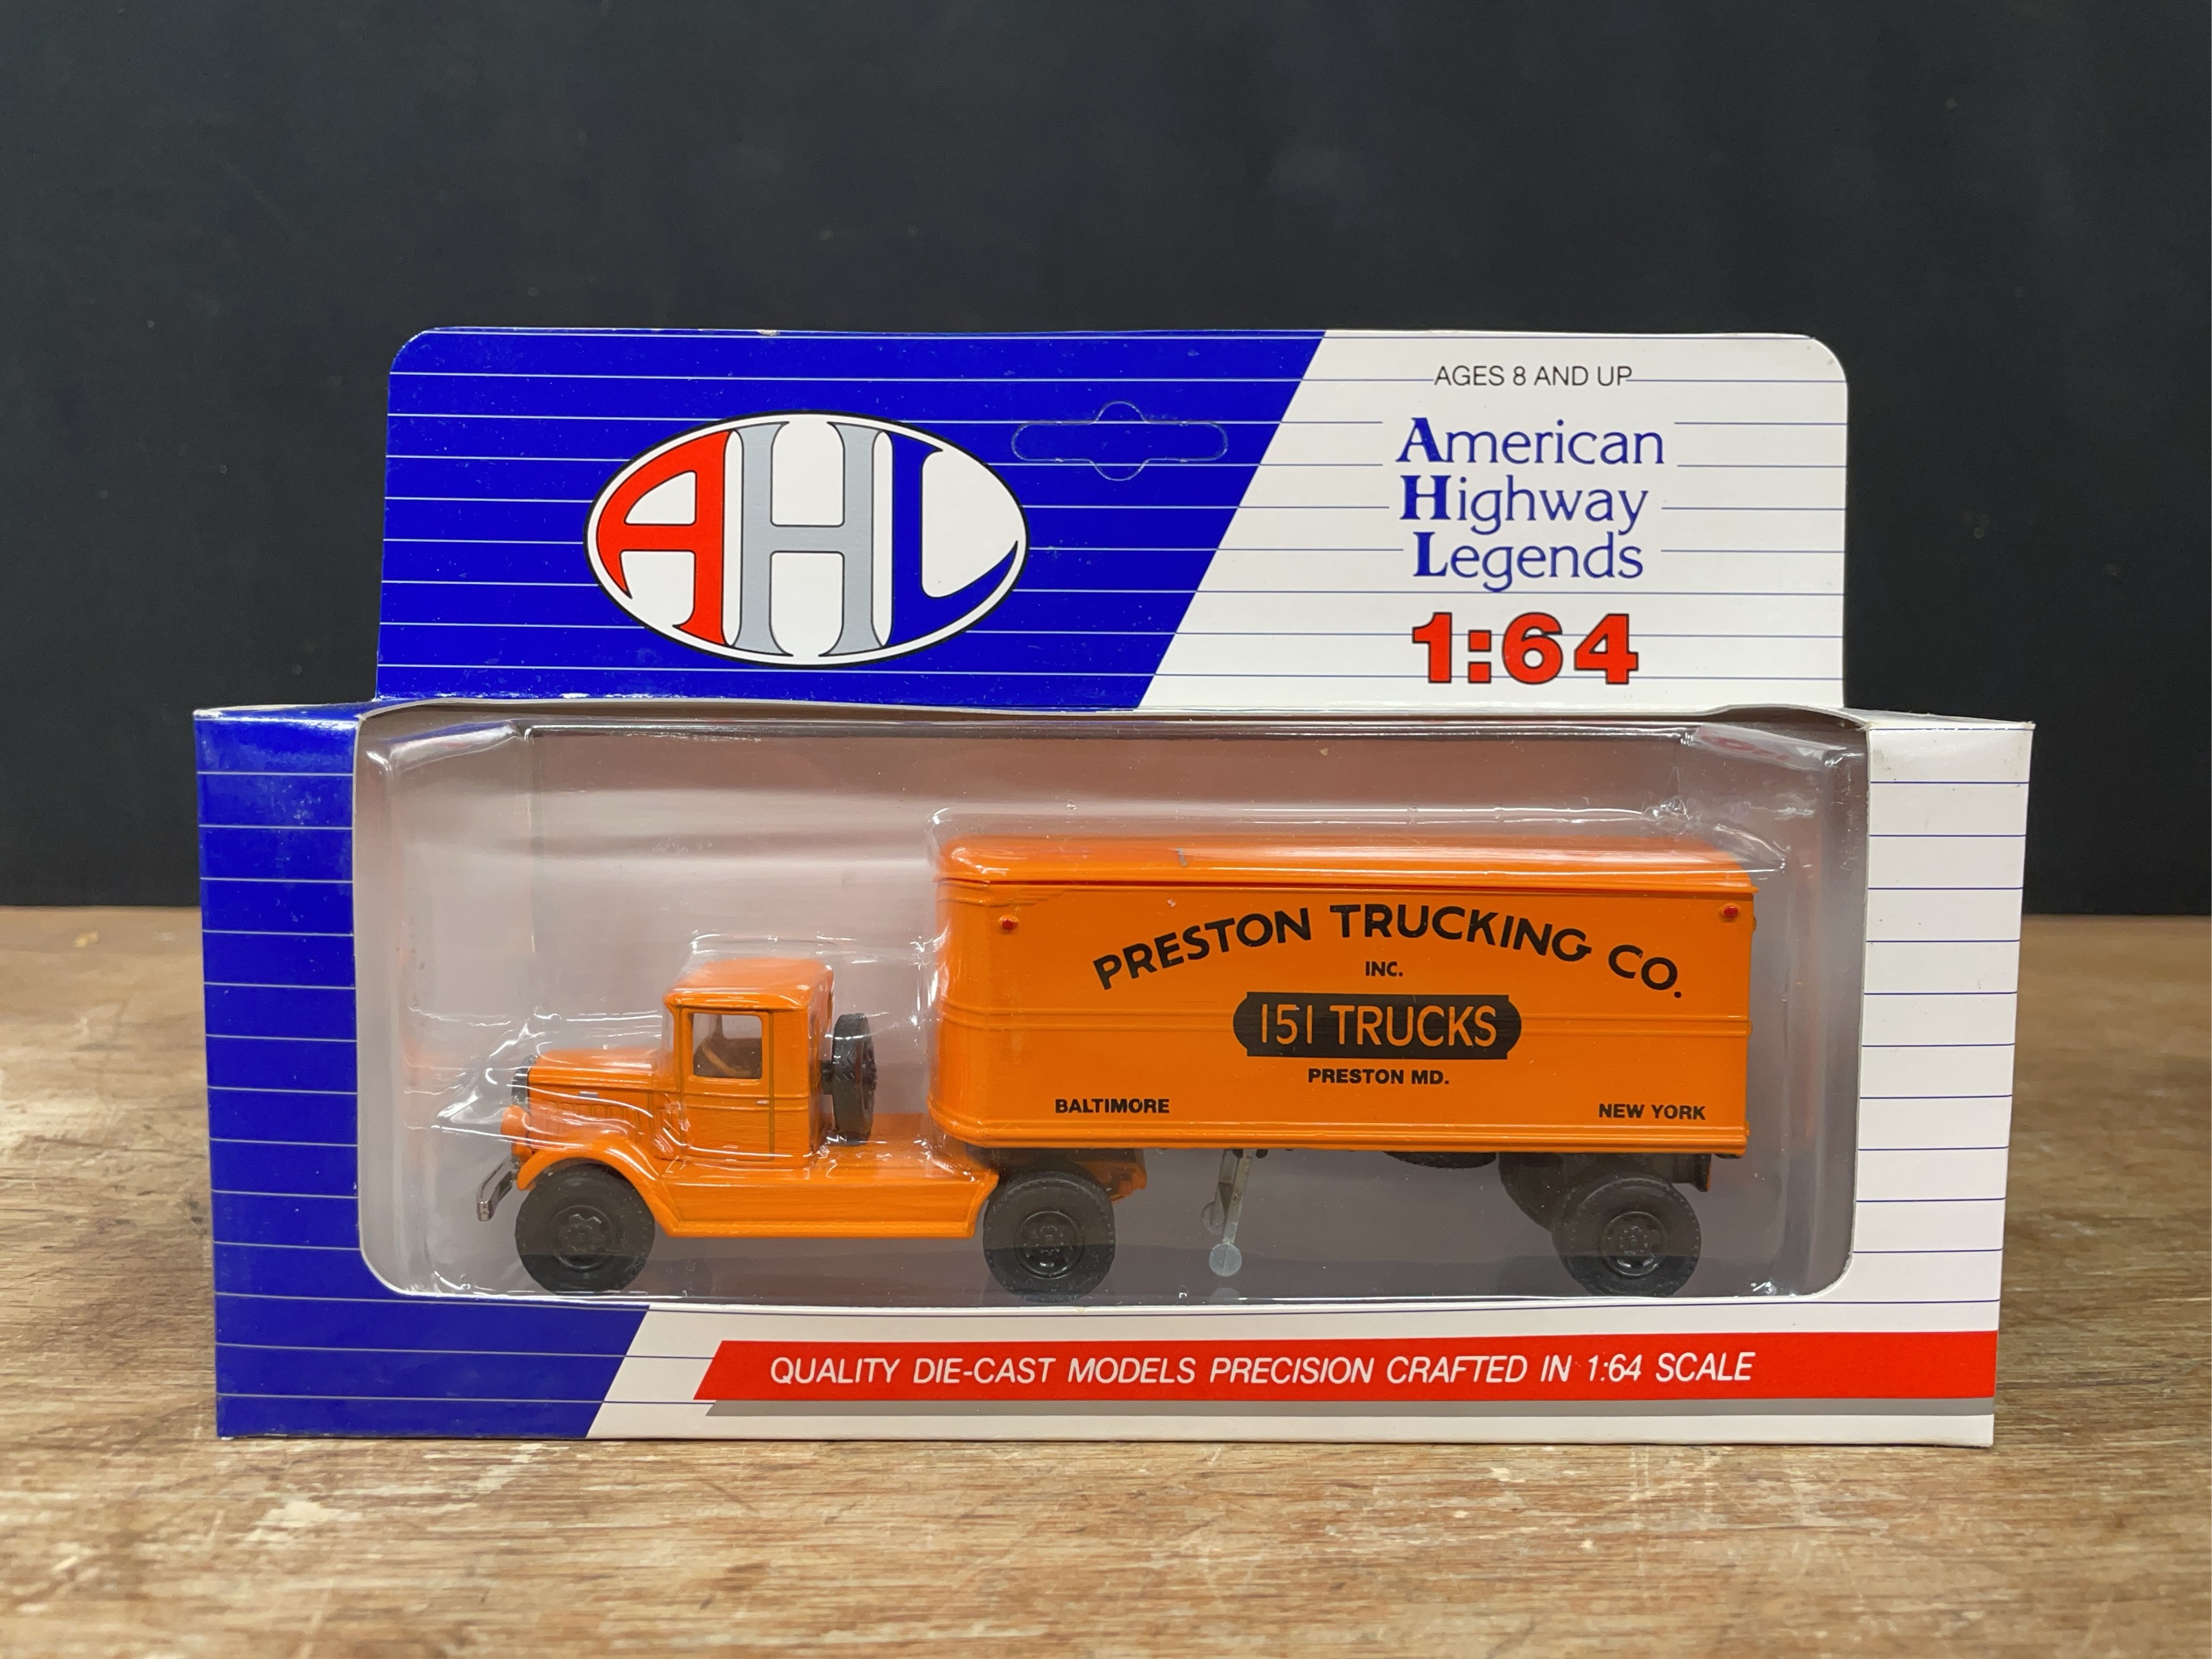 AGES 8 AND UP
AHL
American
Highway
Legends
1:64
PRESTON TRUCKING CO.
INC.
151 TRUCKS
PRESTON MD.
BALTIMORE
NEW YORK
QUALITY DIE-CAST MODELS PRECISION CRAFTED IN 1:64 SCALE